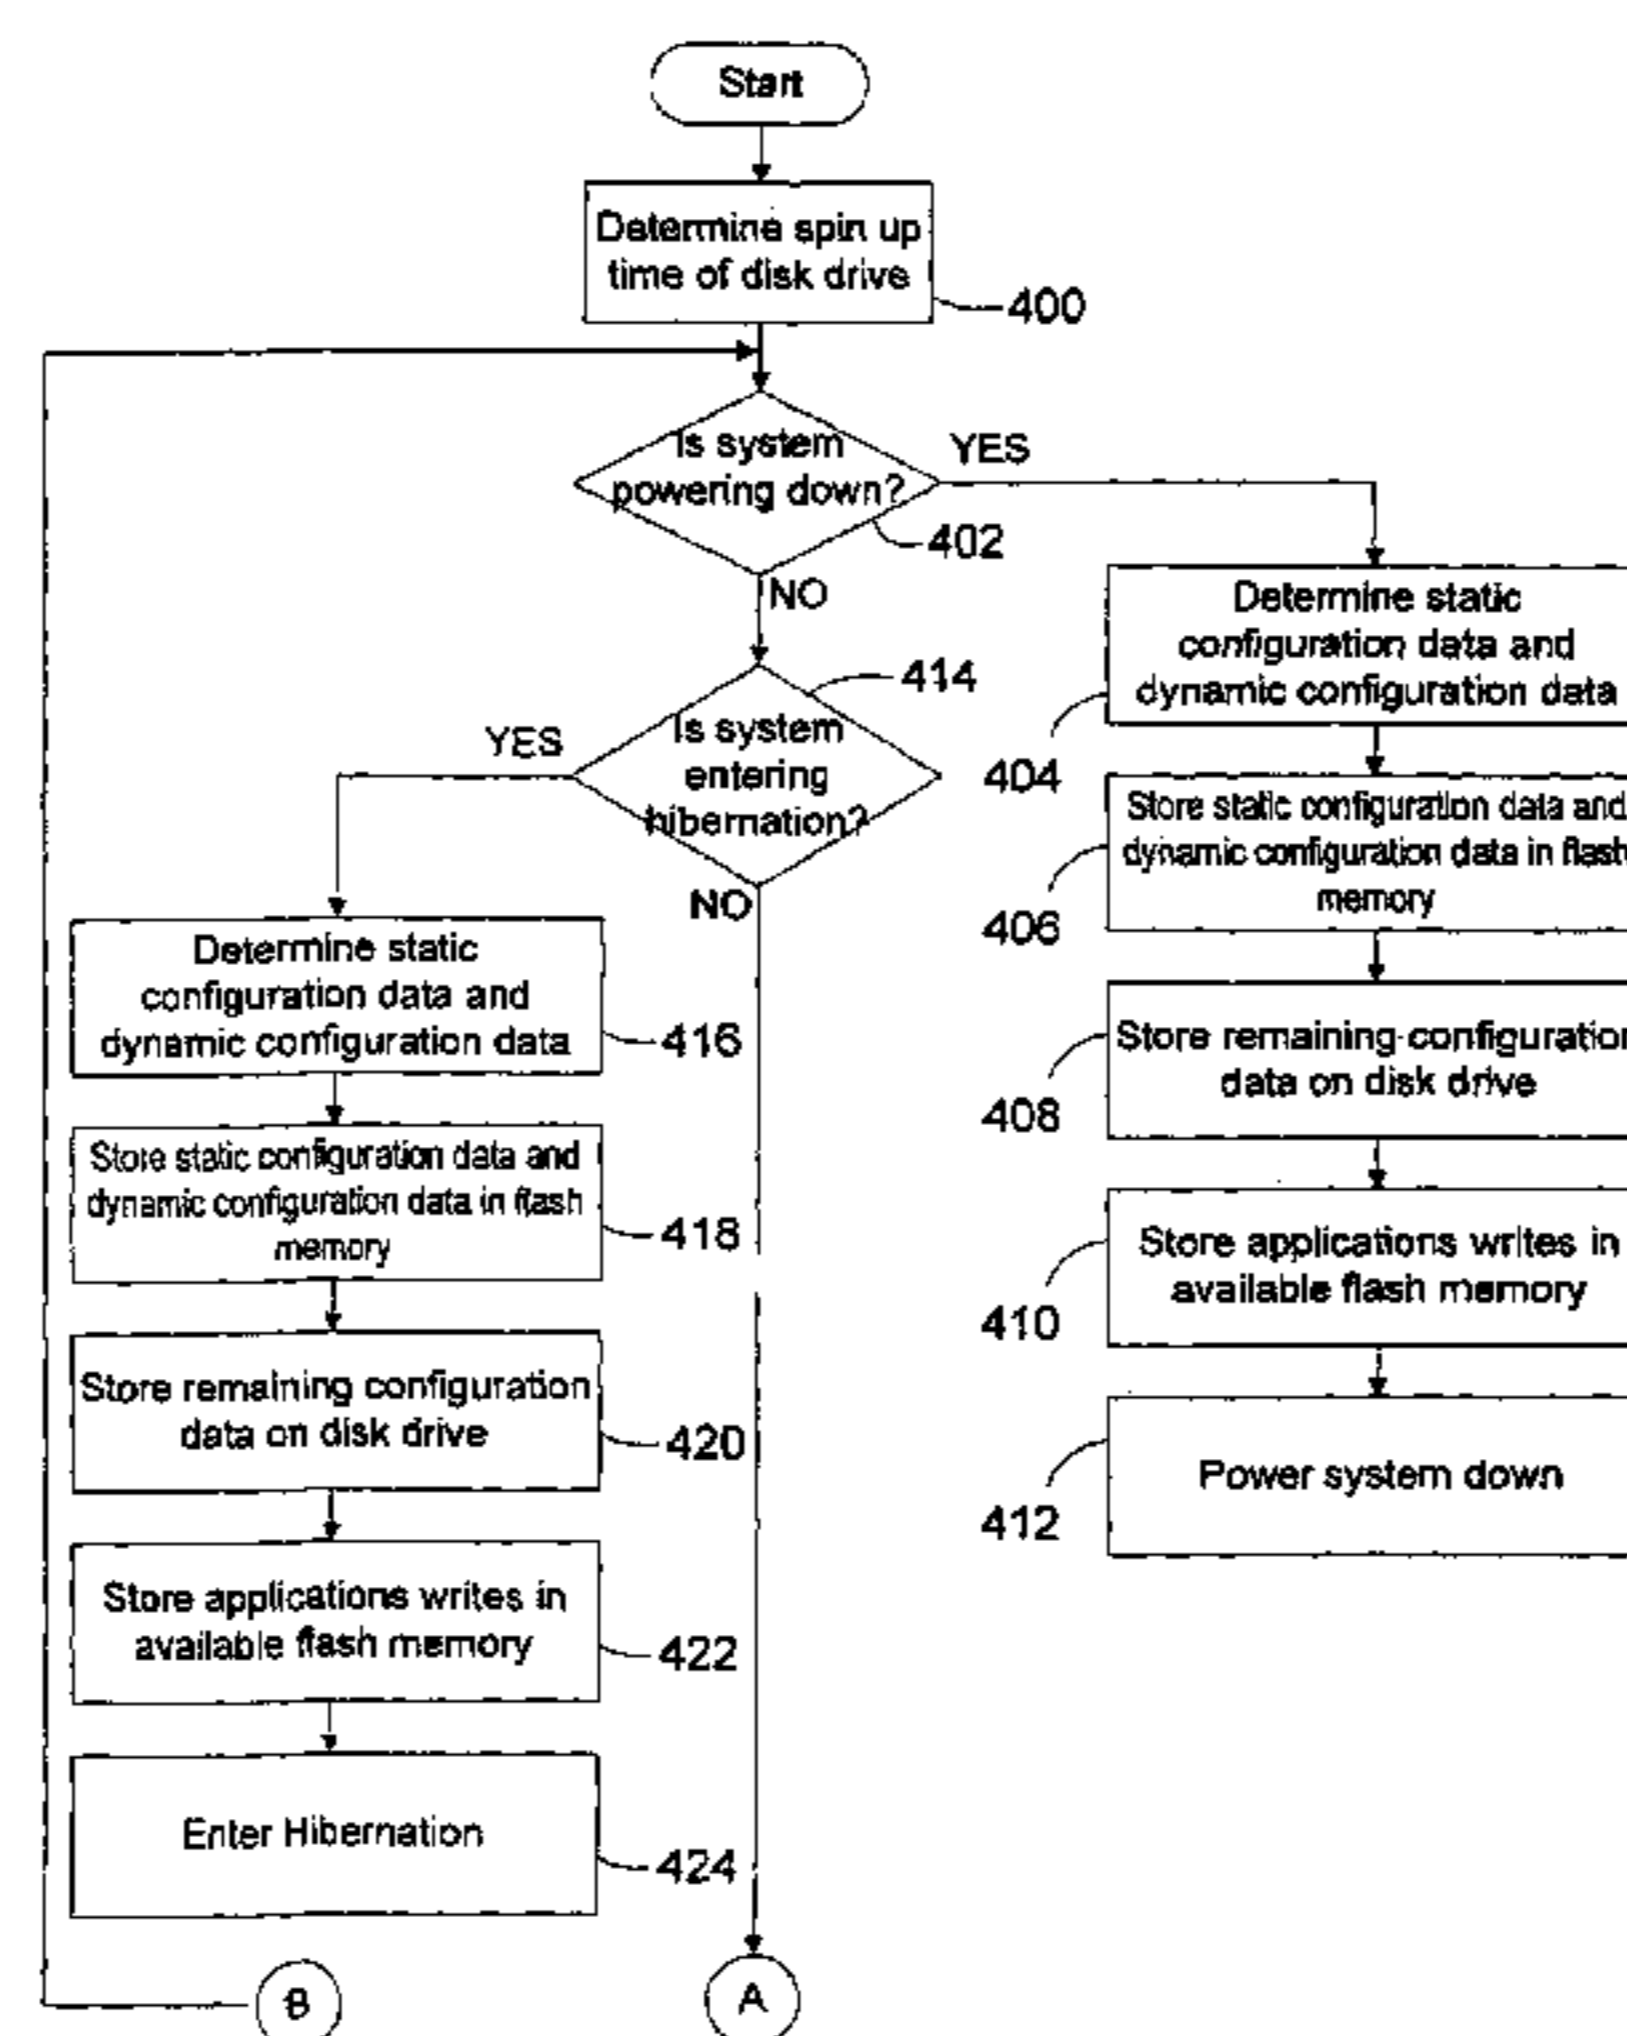 Start
Determine spin up
time of disk drive
400
Is system
powering down?
YES
402
NO
Determine static
configuration data and
dynamic configuration data
404
414
Is system
entering
hibernation?
YES
NO
Store static configuration data and
dynamic configuration data in flash
memory
406
Determine static
configuration data and
dynamic configuration data
416
Store remaining configuration
data on disk drive
408
Store static configuration data and
dynamic configuration data in flash
memory
418
Store applications writes in
available flash memory
410
Store remaining configuration
data on disk drive
420
Power system down
412
Store applications writes in
available flash memory
422
Enter Hibernation
424
B
A